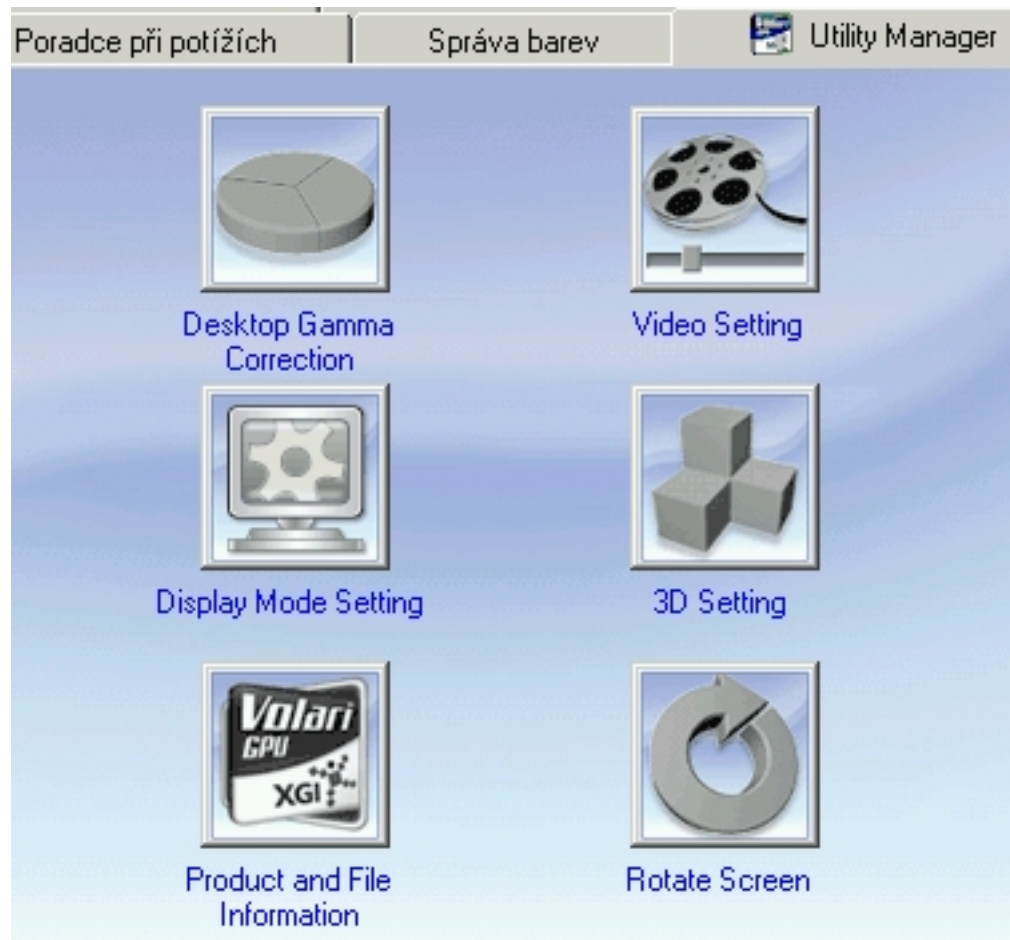 Poradce při potížích Správa barev Utility Manager
Desktop Gamma
Correction
Video Setting
Display Mode Setting
3D Setting
Volari
GPU
XGI
Product and File
Information
Rotate Screen